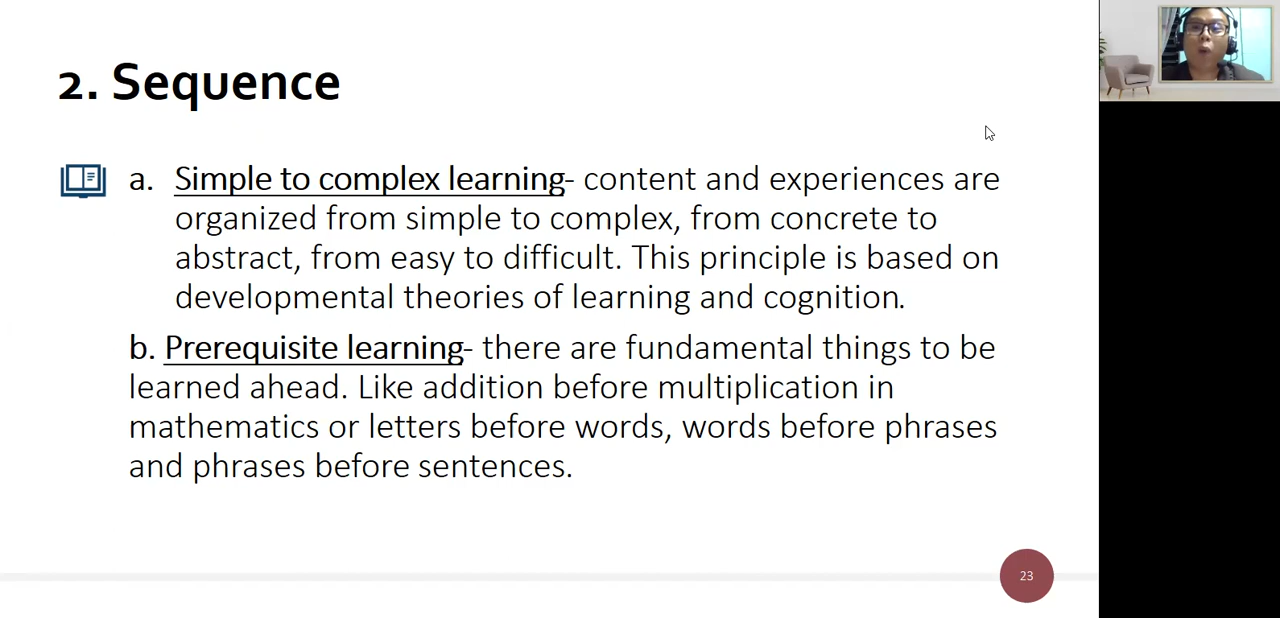 2. Sequence
a. Simple to complex learning- content and experiences are
organized from simple to complex, from concrete to
abstract, from easy to difficult. This principle is based on
developmental theories of learning and cognition.
b. Prerequisite learning- there are fundamental things to be
learned ahead. Like addition before multiplication in
mathematics or letters before words, words before phrases
and phrases before sentences.
23